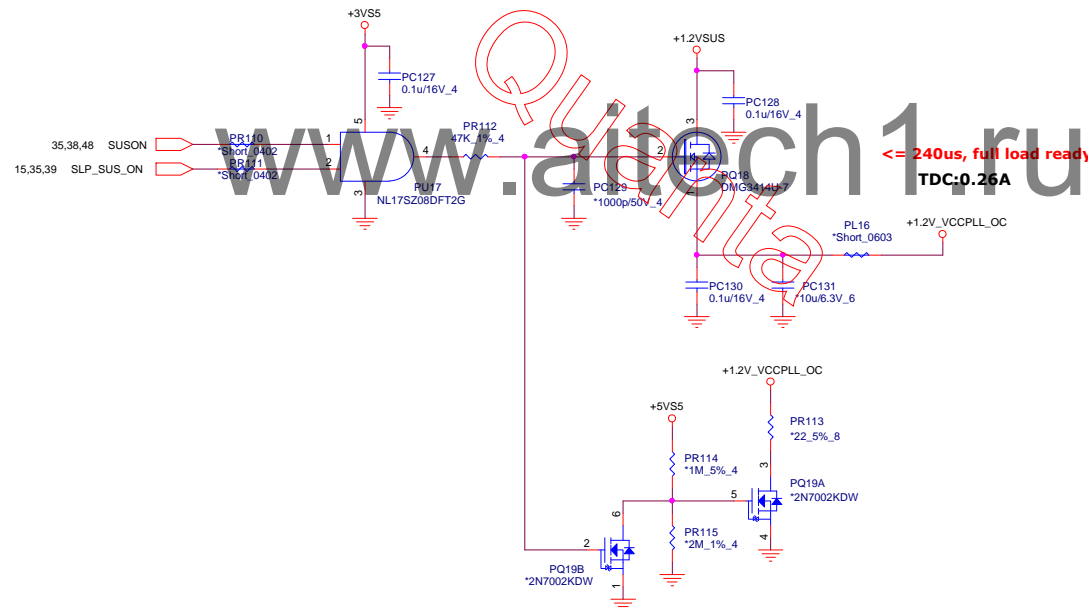 +3VS5
+1.2VSUS
PC127
0.1u/16V_4
PC128
0.1u/16V_4
35,38,48 SUSON
PR110
*Short_0402
1
5
4
PR112
47K_1%_4
3
2
<= 240us, full load ready
TDC:0.26A
15,35,39 SLP_SUS_ON
PR111
*Short_0402
2
3
PU17
NL17SZ08DFT2G
PC129
*1000p/50V_4
PQ18
DMG3414U-7
1
www.aitech1.ru
Quanta
PL16
*Short_0603
+1.2V_VCCPLL_OC
PC130
0.1u/16V_4
PC131
*10u/6.3V_6
+1.2V_VCCPLL_OC
+5VS5
PR113
*22_5%_8
PR114
*1M_5%_4
3
PQ19A
*2N7002KDW
5
4
6
PR115
*2M_1%_4
2
PQ19B
*2N7002KDW
1